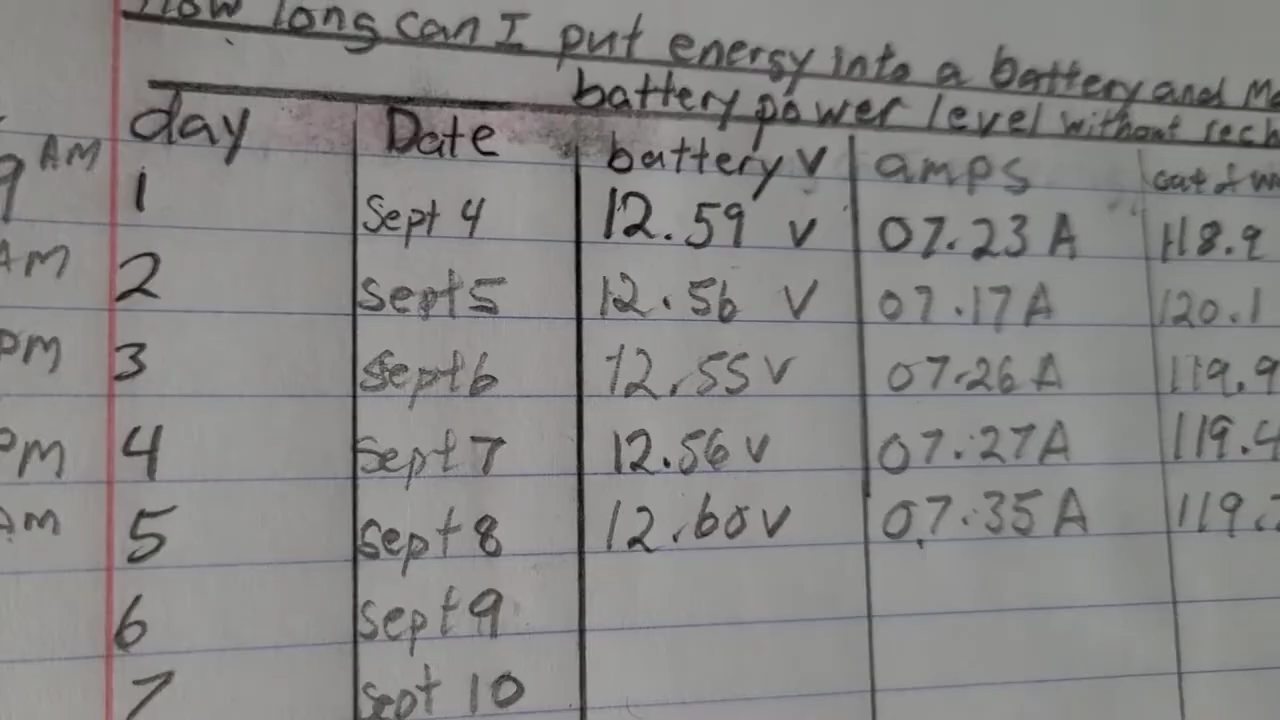 How long can I put energy into a battery and
battery power level without
day Date battery V amps out
9 AM 1 Sept 4 12.59 V 07.23 A 118.9
AM 2 Sept 5 12.56 V 07.17 A 120.1
PM 3 Sept 6 12.55 V 07.26 A 119.9
PM 4 Sept 7 12.56 V 07.27 A 119.4
AM 5 Sept 8 12.60 V 07.35 A 119.
6 Sept 9
7 Sept 10